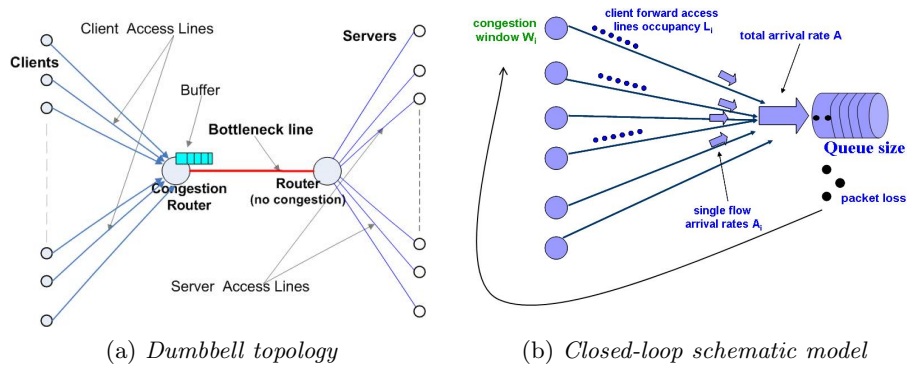 Client Access Lines
Servers
Clients
Buffer
Bottleneck line
Congestion
Router
Router
(no congestion)
Server Access Lines
(a) Dumbbell topology
congestion
window Wi
client forward access
lines occupancy Li
total arrival rate A
Queue size
packet loss
single flow
arrival rates Ai
(b) Closed-loop schematic model